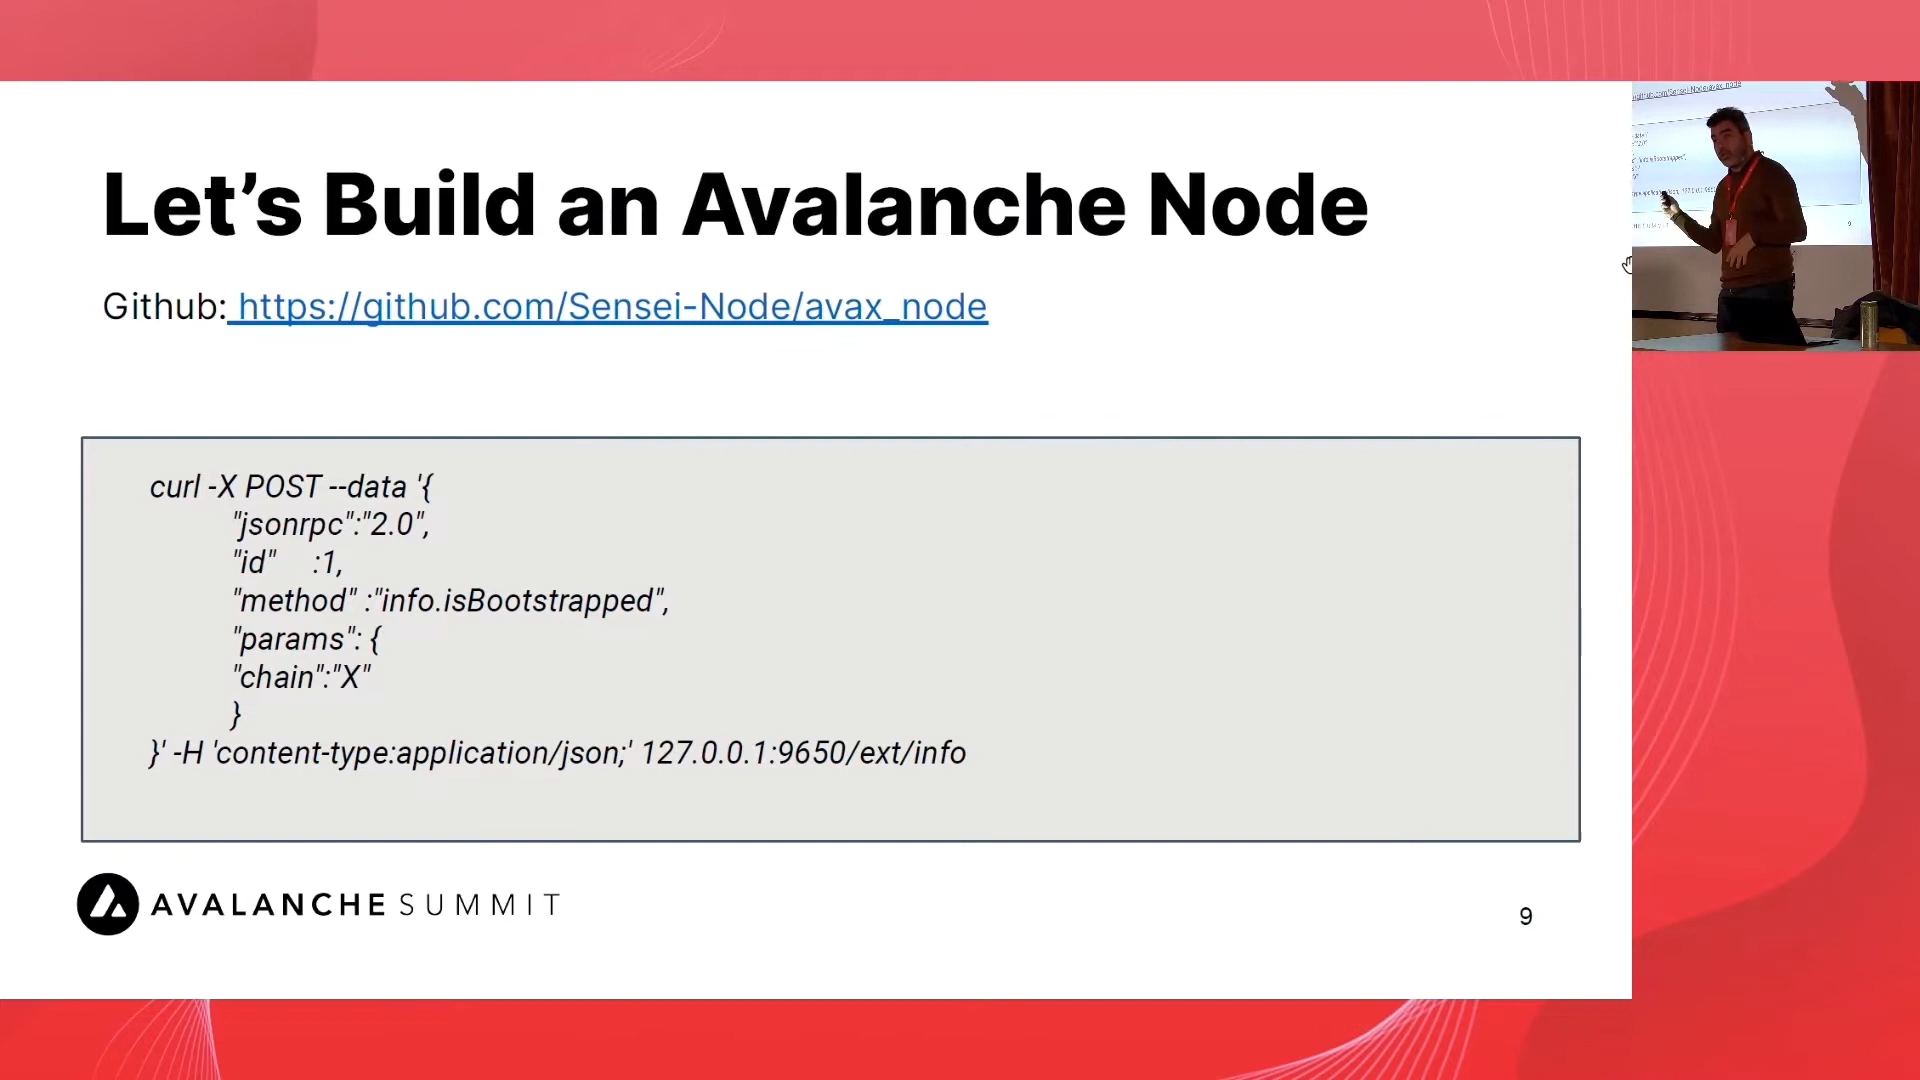 Let's Build an Avalanche Node
Github: https://github.com/Sensei-Node/avax_node
curl -X POST --data '{
"jsonrpc":"2.0",
"id" :1,
"method" :"info.isBootstrapped",
"params": {
"chain":"X"
}
}' -H 'content-type:application/json;' 127.0.0.1:9650/ext/info
AVALANCHE SUMMIT
9